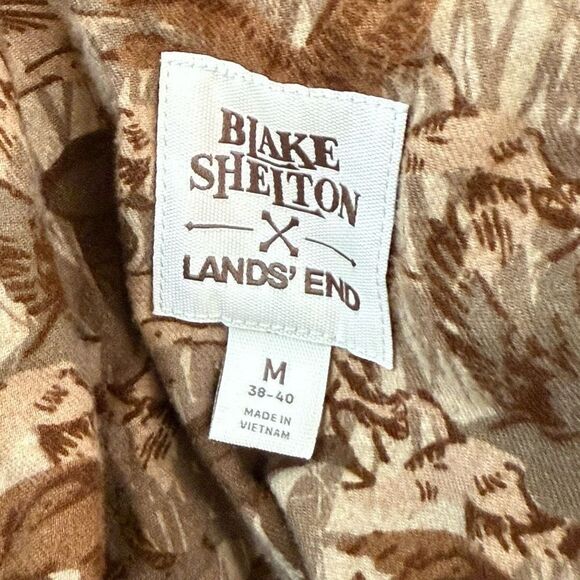 BLAKE
SHELTON
X
LANDS' END
M
38-40
MADE IN
VIETNAM